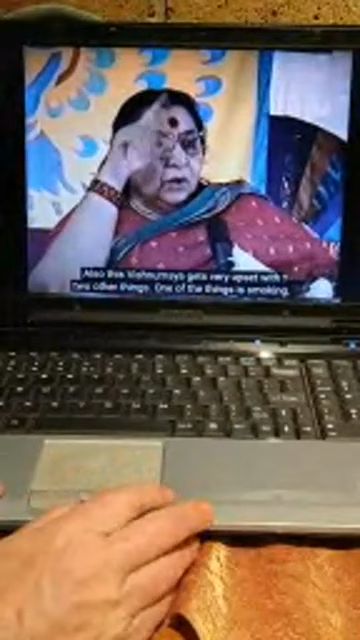 Also this Vishnumaya gets very upset with
two other things. One of the things is smoking,